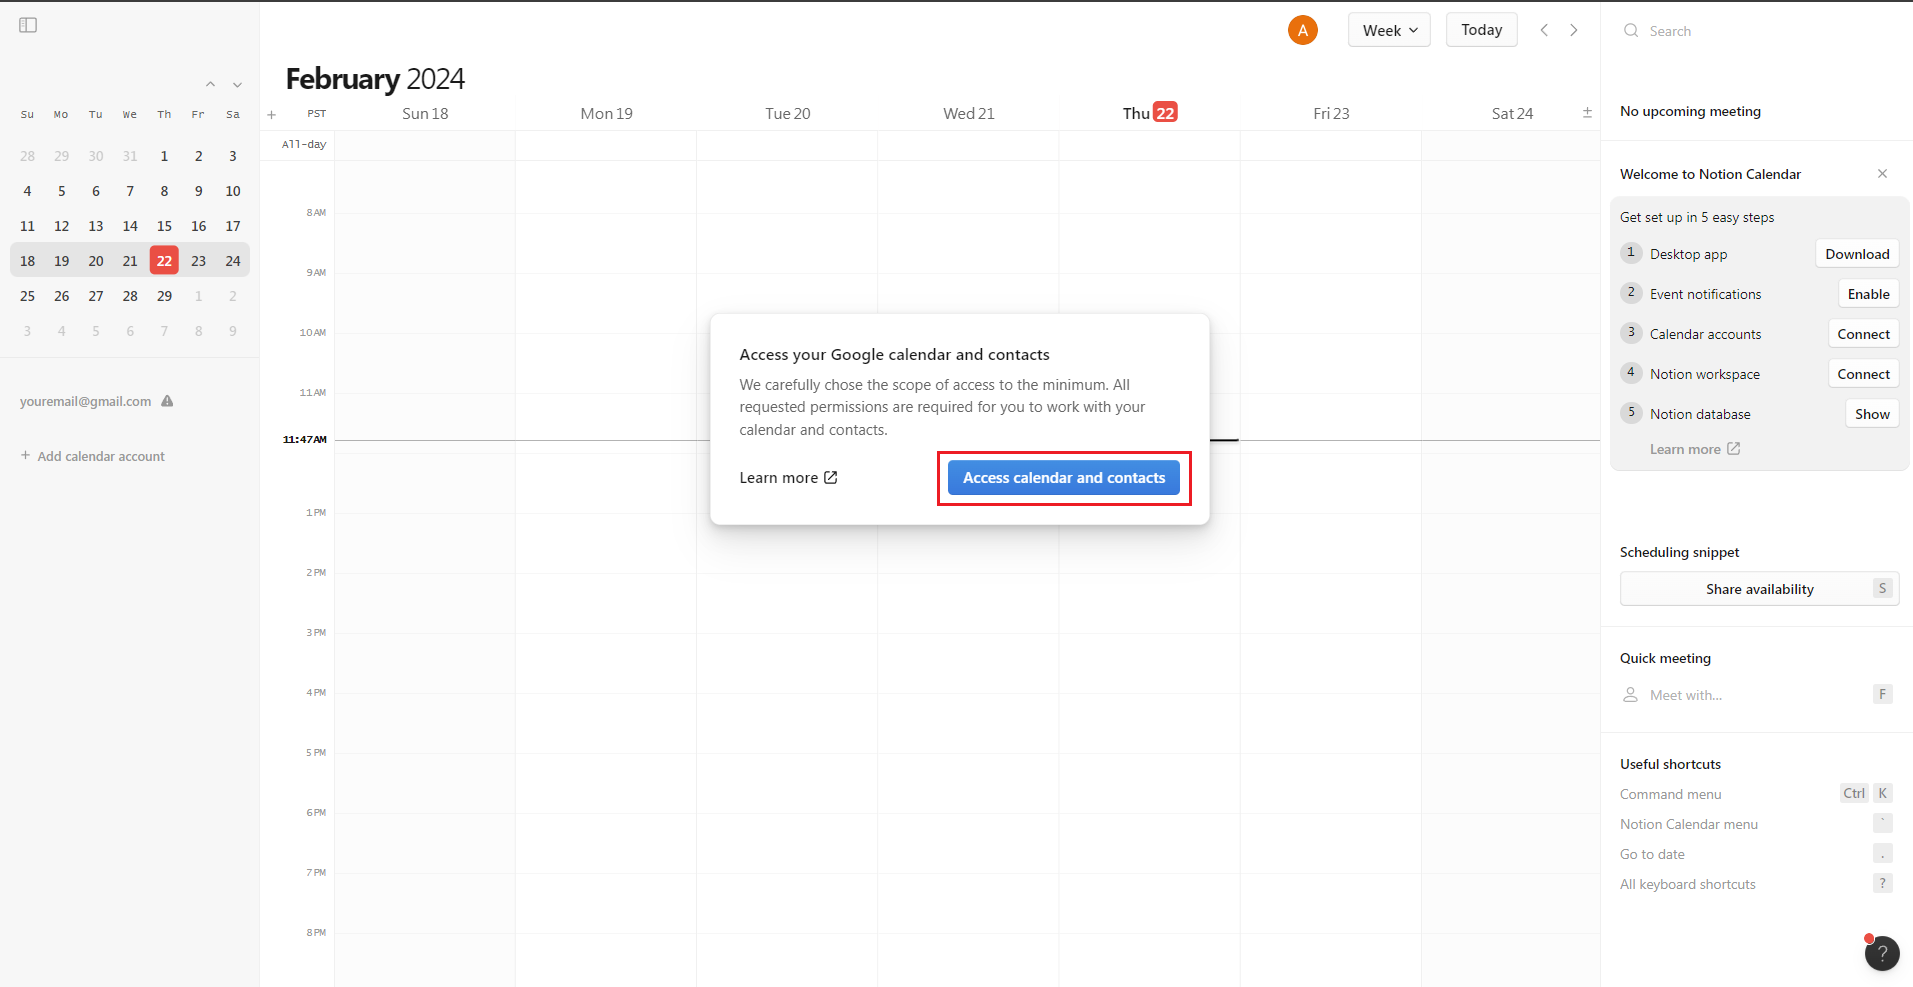 A
Week
Today
Search
February 2024
Su Mo Tu We Th Fr Sa
28 29 30 31 1 2 3
4 5 6 7 8 9 10
11 12 13 14 15 16 17
18 19 20 21 22 23 24
25 26 27 28 29 1 2
3 4 5 6 7 8 9
youremail@gmail.com
+ Add calendar account
+ PST Sun 18 Mon 19 Tue 20 Wed 21 Thu 22 Fri 23 Sat 24 ±
All-day
8 AM
9 AM
10 AM
11 AM
11:47AM
1 PM
2 PM
3 PM
4 PM
5 PM
6 PM
7 PM
8 PM
Access your Google calendar and contacts
We carefully chose the scope of access to the minimum. All
requested permissions are required for you to work with your
calendar and contacts.
Learn more
Access calendar and contacts
No upcoming meeting
Welcome to Notion Calendar
Get set up in 5 easy steps
1 Desktop app Download
2 Event notifications Enable
3 Calendar accounts Connect
4 Notion workspace Connect
5 Notion database Show
Learn more
Scheduling snippet
Share availability S
Quick meeting
Meet with... F
Useful shortcuts
Command menu Ctrl K
Notion Calendar menu `
Go to date .
All keyboard shortcuts ?
?